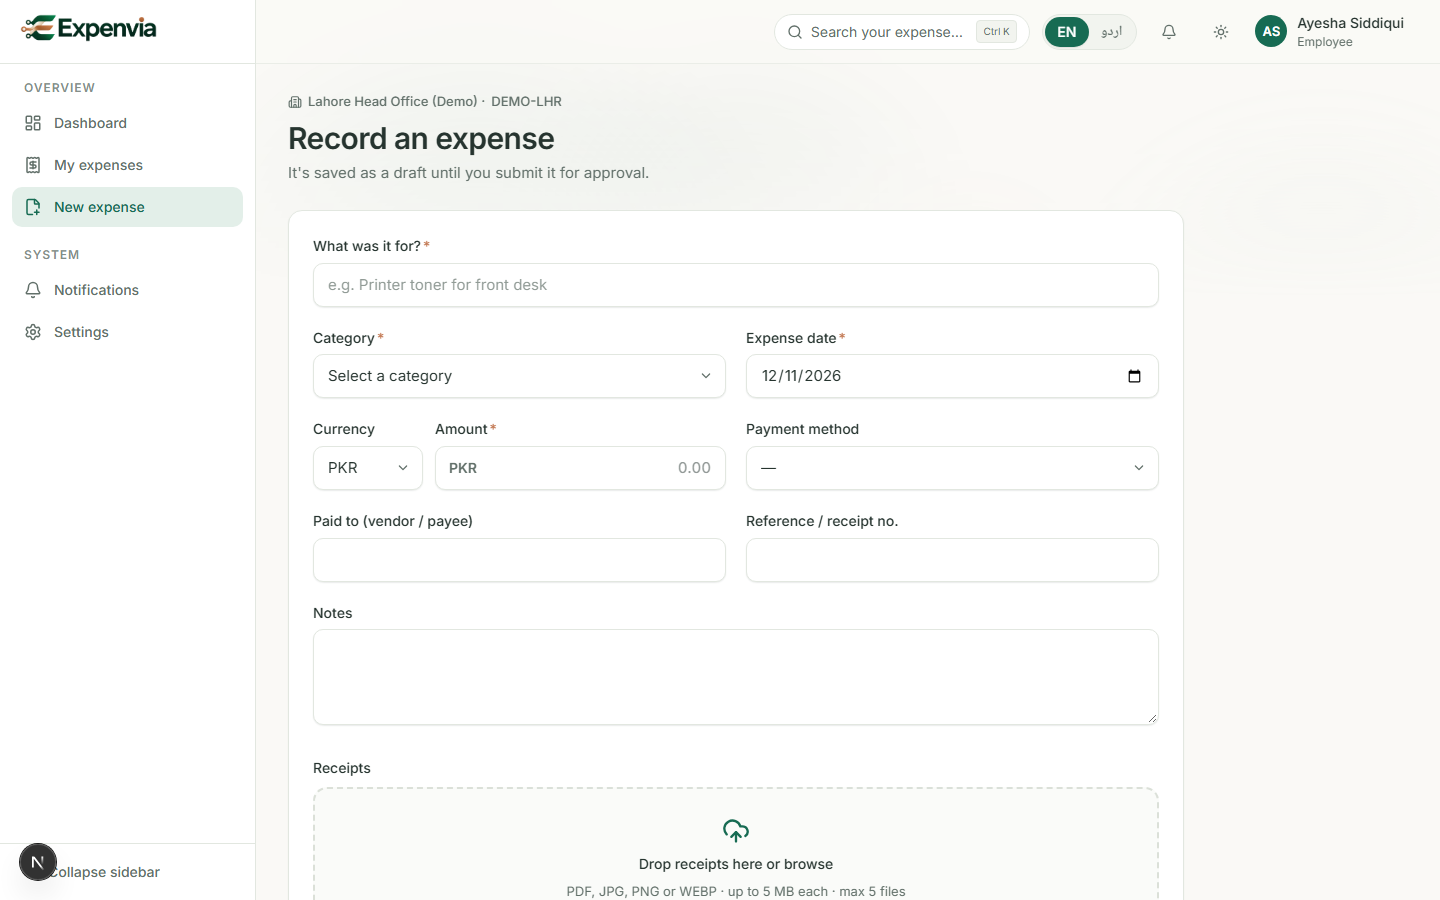 Expenvia
Search your expense...
Ctrl K
EN
اردو
AS
Ayesha Siddiqui
Employee
OVERVIEW
Dashboard
My expenses
New expense
SYSTEM
Notifications
Settings
N
Collapse sidebar
Lahore Head Office (Demo) · DEMO-LHR
Record an expense
It's saved as a draft until you submit it for approval.
What was it for?*
e.g. Printer toner for front desk
Category*
Select a category
Expense date*
12/11/2026
Currency
PKR
Amount*
PKR 0.00
Payment method
—
Paid to (vendor / payee)
Reference / receipt no.
Notes
Receipts
Drop receipts here or browse
PDF, JPG, PNG or WEBP · up to 5 MB each · max 5 files